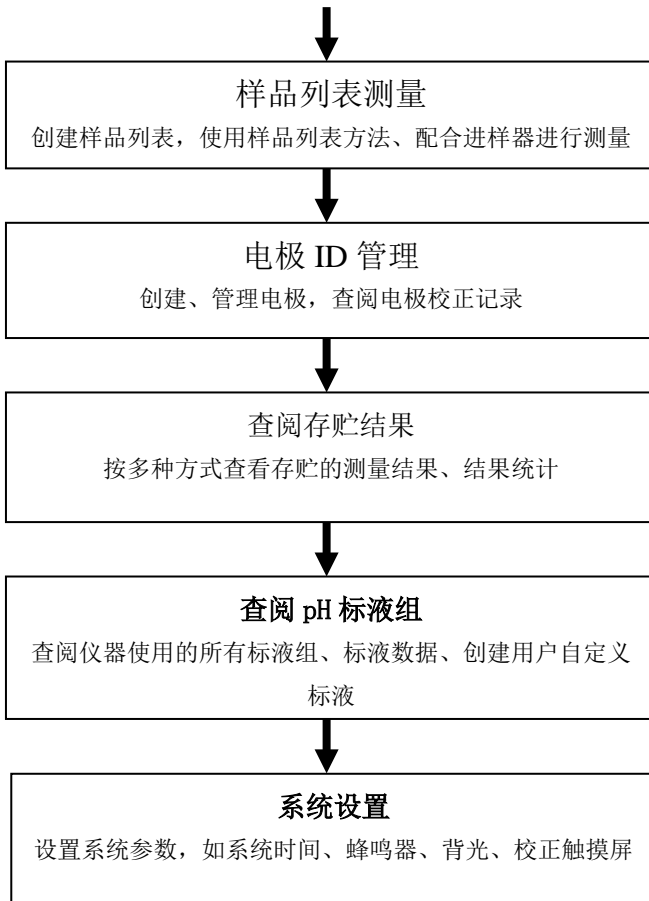 样品列表测量
创建样品列表，使用样品列表方法、配合进样器进行测量
电极 ID 管理
创建、管理电极，查阅电极校正记录
查阅存贮结果
按多种方式查看存贮的测量结果、结果统计
查阅 pH 标液组
查阅仪器使用的所有标液组、标液数据、创建用户自定义
标液
系统设置
设置系统参数，如系统时间、蜂鸣器、背光、校正触摸屏